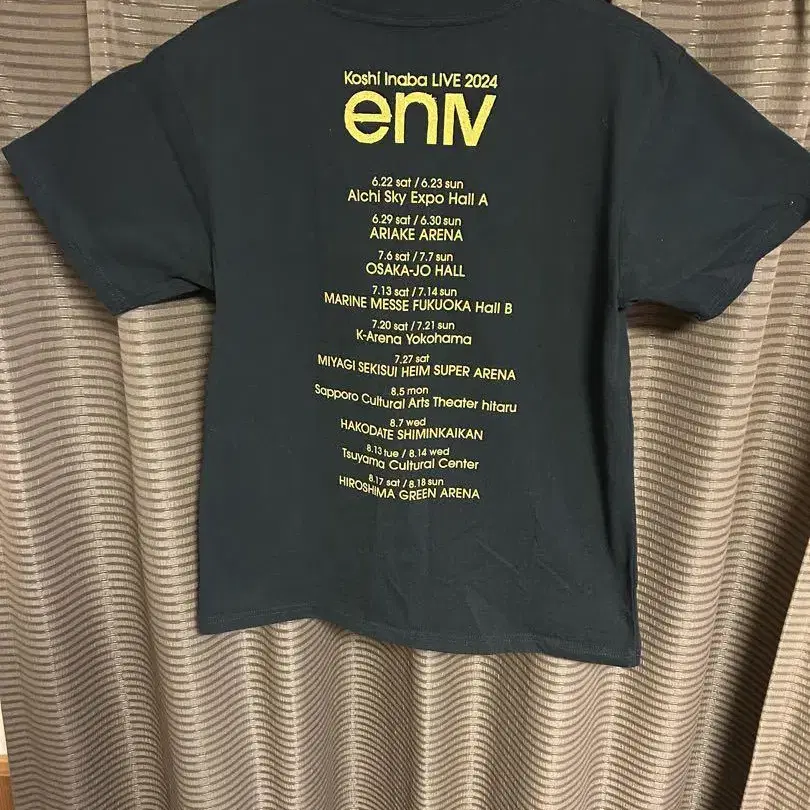 Koshi Inaba LIVE 2024
enIV
6.22 sat / 6.23 sun
Aichi Sky Expo Hall A
6.29 sat / 6.30 sun
ARIAKE ARENA
7.6 sat / 7.7 sun
OSAKA-JO HALL
7.13 sat / 7.14 sun
MARINE MESSE FUKUOKA Hall B
7.20 sat / 7.21 sun
K-Arena Yokohama
7.27 sat
MIYAGI SEKISUI HEIM SUPER ARENA
8.5 mon
Sapporo Cultural Arts Theater hitaru
8.7 wed
HAKODATE SHIMINKAIKAN
8.13 tue / 8.14 wed
Tsuyama Cultural Center
8.17 sat / 8.18 sun
HIROSHIMA GREEN ARENA